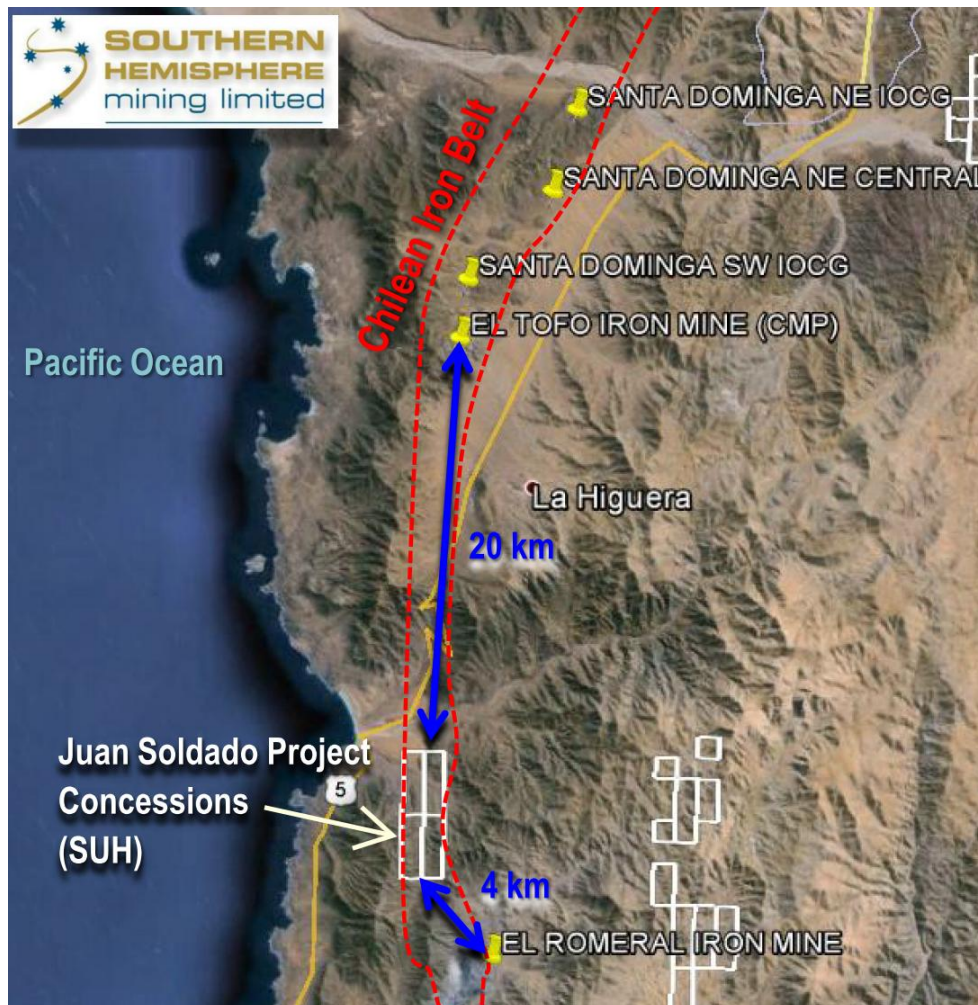 SOUTHERN
HEMISPHERE
mining limited
SANTA DOMINGA NE IOCG
SANTA DOMINGA NE CENTRAL
Chilean Iron Belt
SANTA DOMINGA SW IOCG
EL TOFO IRON MINE (CMP)
Pacific Ocean
La Higuera
20 km
Juan Soldado Project
Concessions
(SUH)
5
4 km
EL ROMERAL IRON MINE